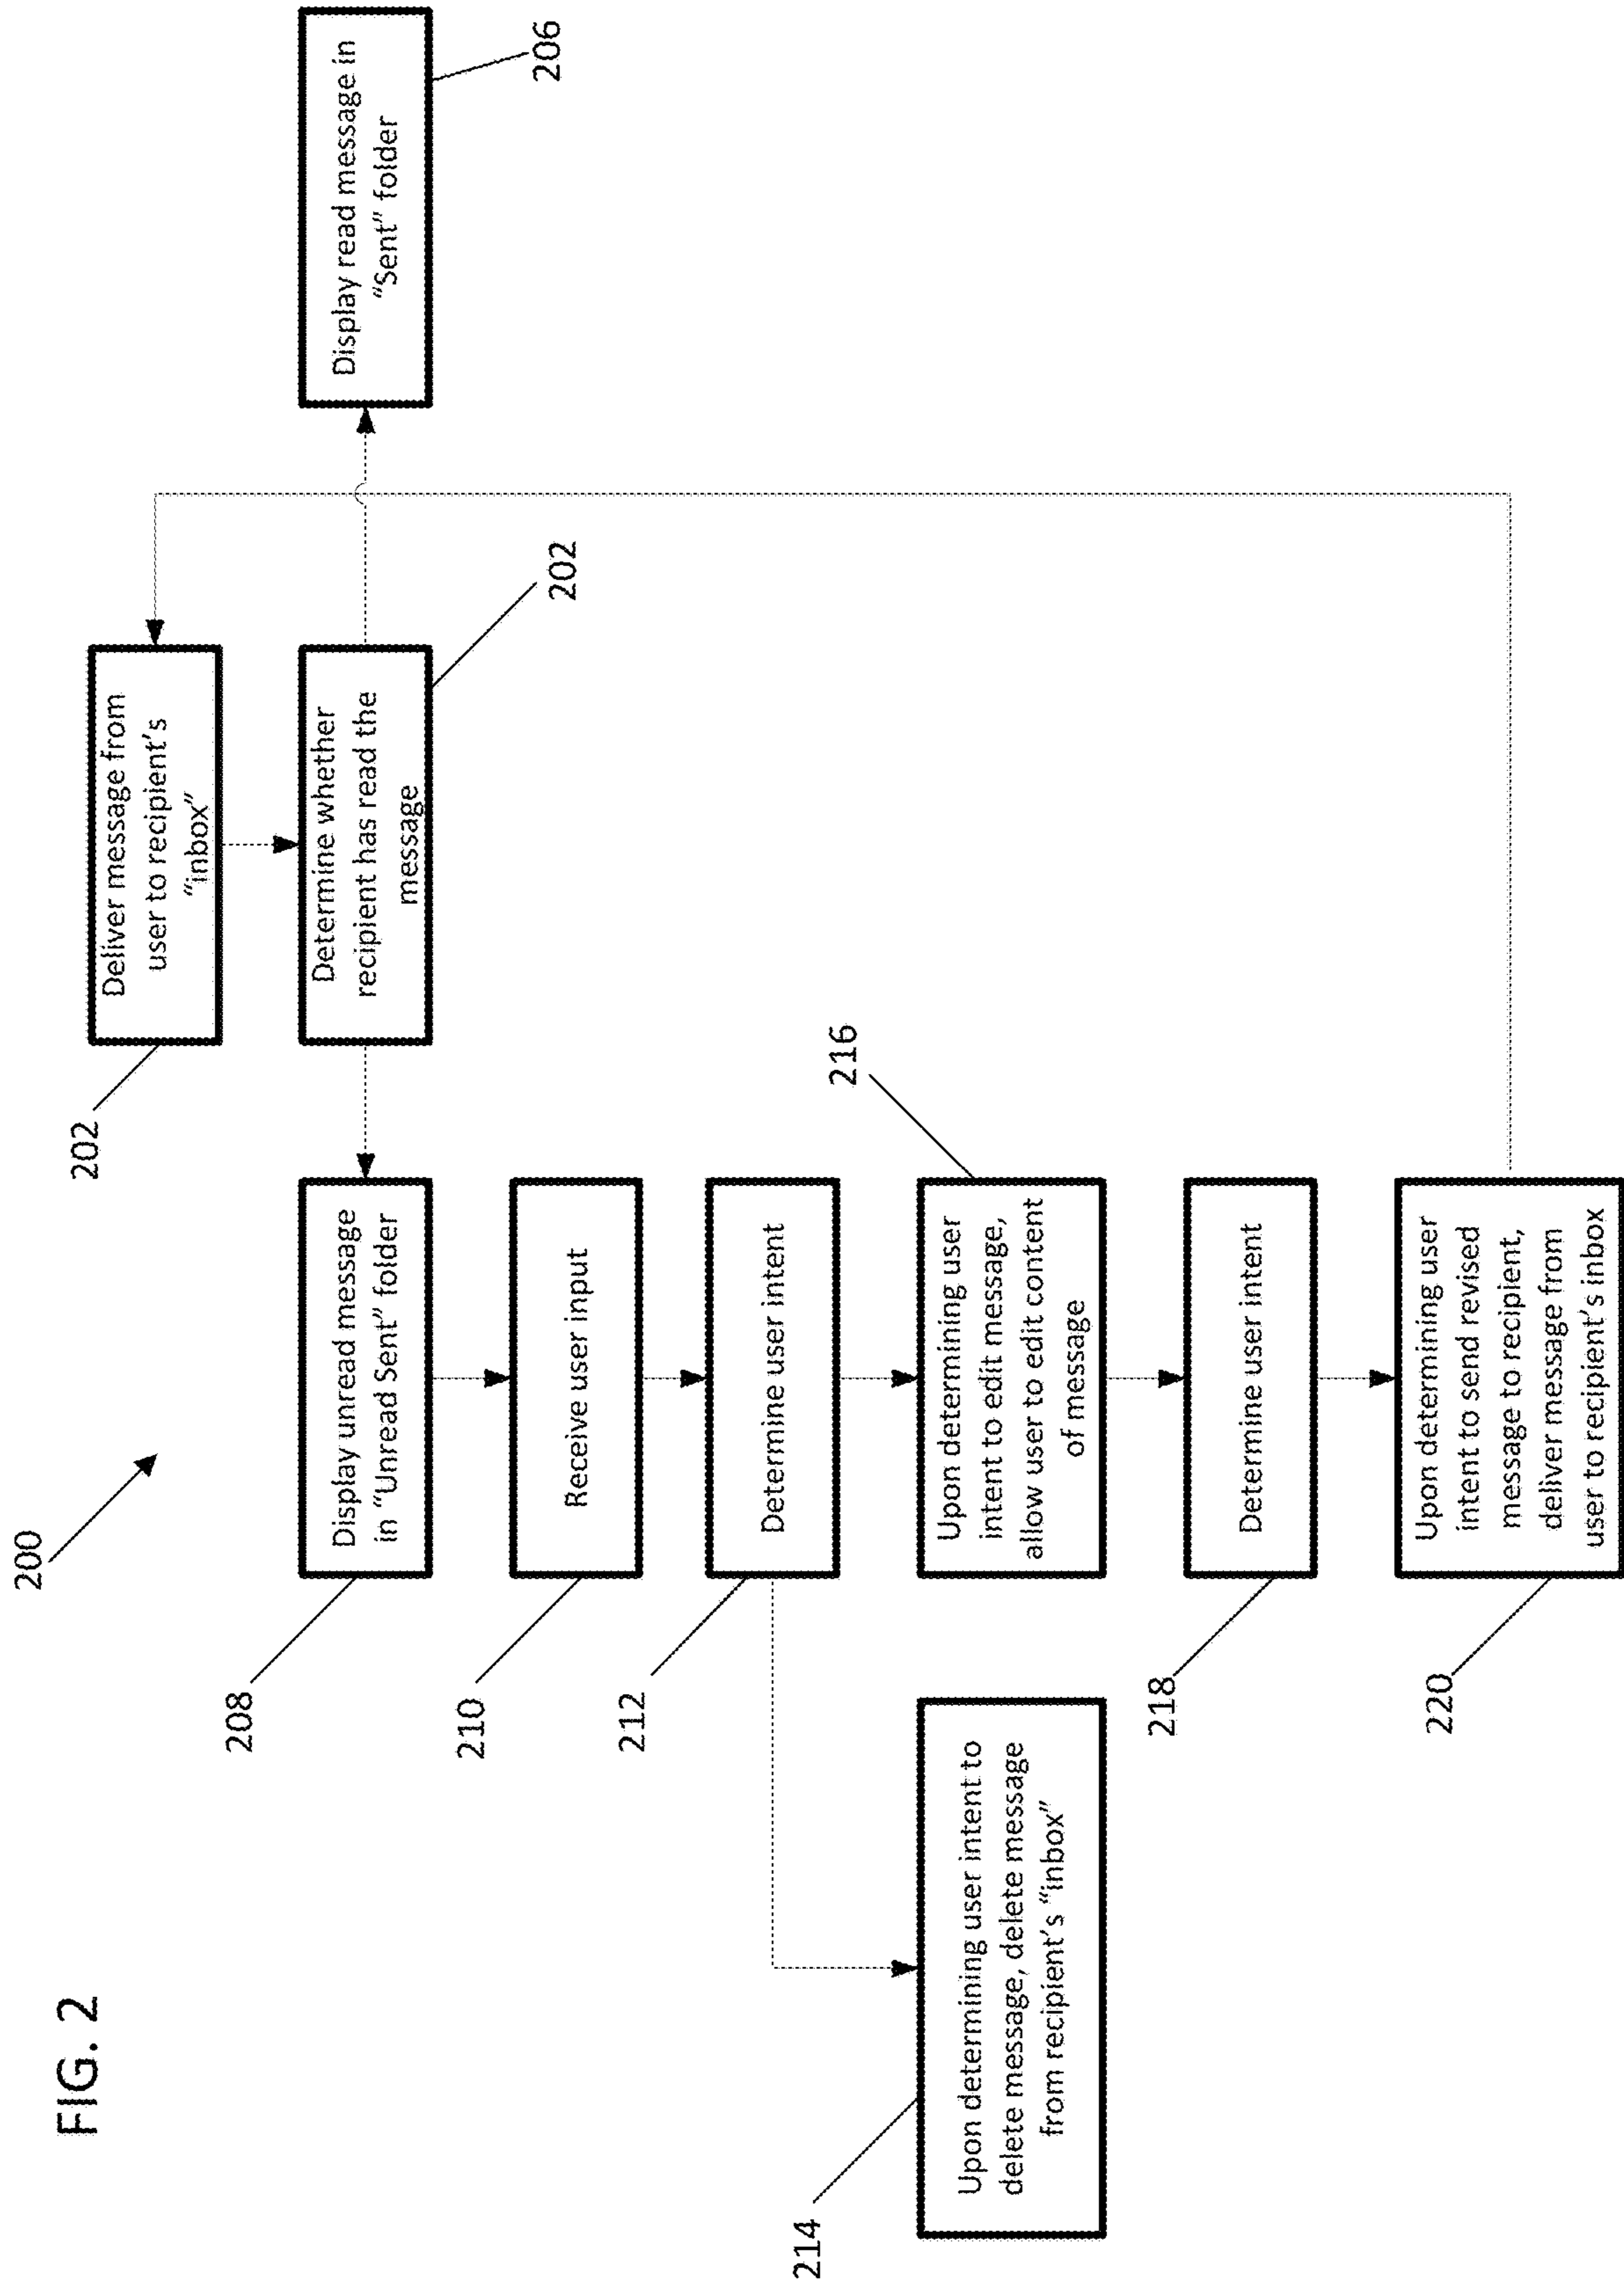 FIG. 2
200
202
Deliver message from
user to recipient's
"inbox"
Determine whether
recipient has read the
message
202
Display read message in
"Sent" folder
206
208
Display unread message
in "Unread Sent" folder
210
Receive user input
212
Determine user intent
214
Upon determining user intent to
delete message, delete message
from recipient's "inbox"
216
Upon determining user
intent to edit message,
allow user to edit content
of message
218
Determine user intent
220
Upon determining user
intent to send revised
message to recipient,
deliver message from
user to recipient's inbox